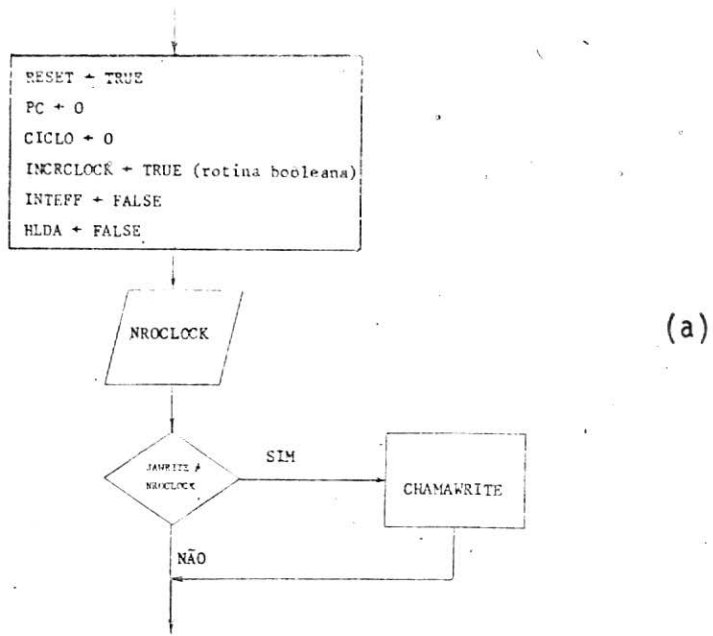 RESET ← TRUE
PC ← 0
CICLO ← 0
INCRCLOCK ← TRUE (rotina booleana)
INTEFF ← FALSE
HLDA ← FALSE
NROCLOCK
(a)
JAWRITE ≠
NROCLOCK
SIM
CHAMAWRITE
NÃO